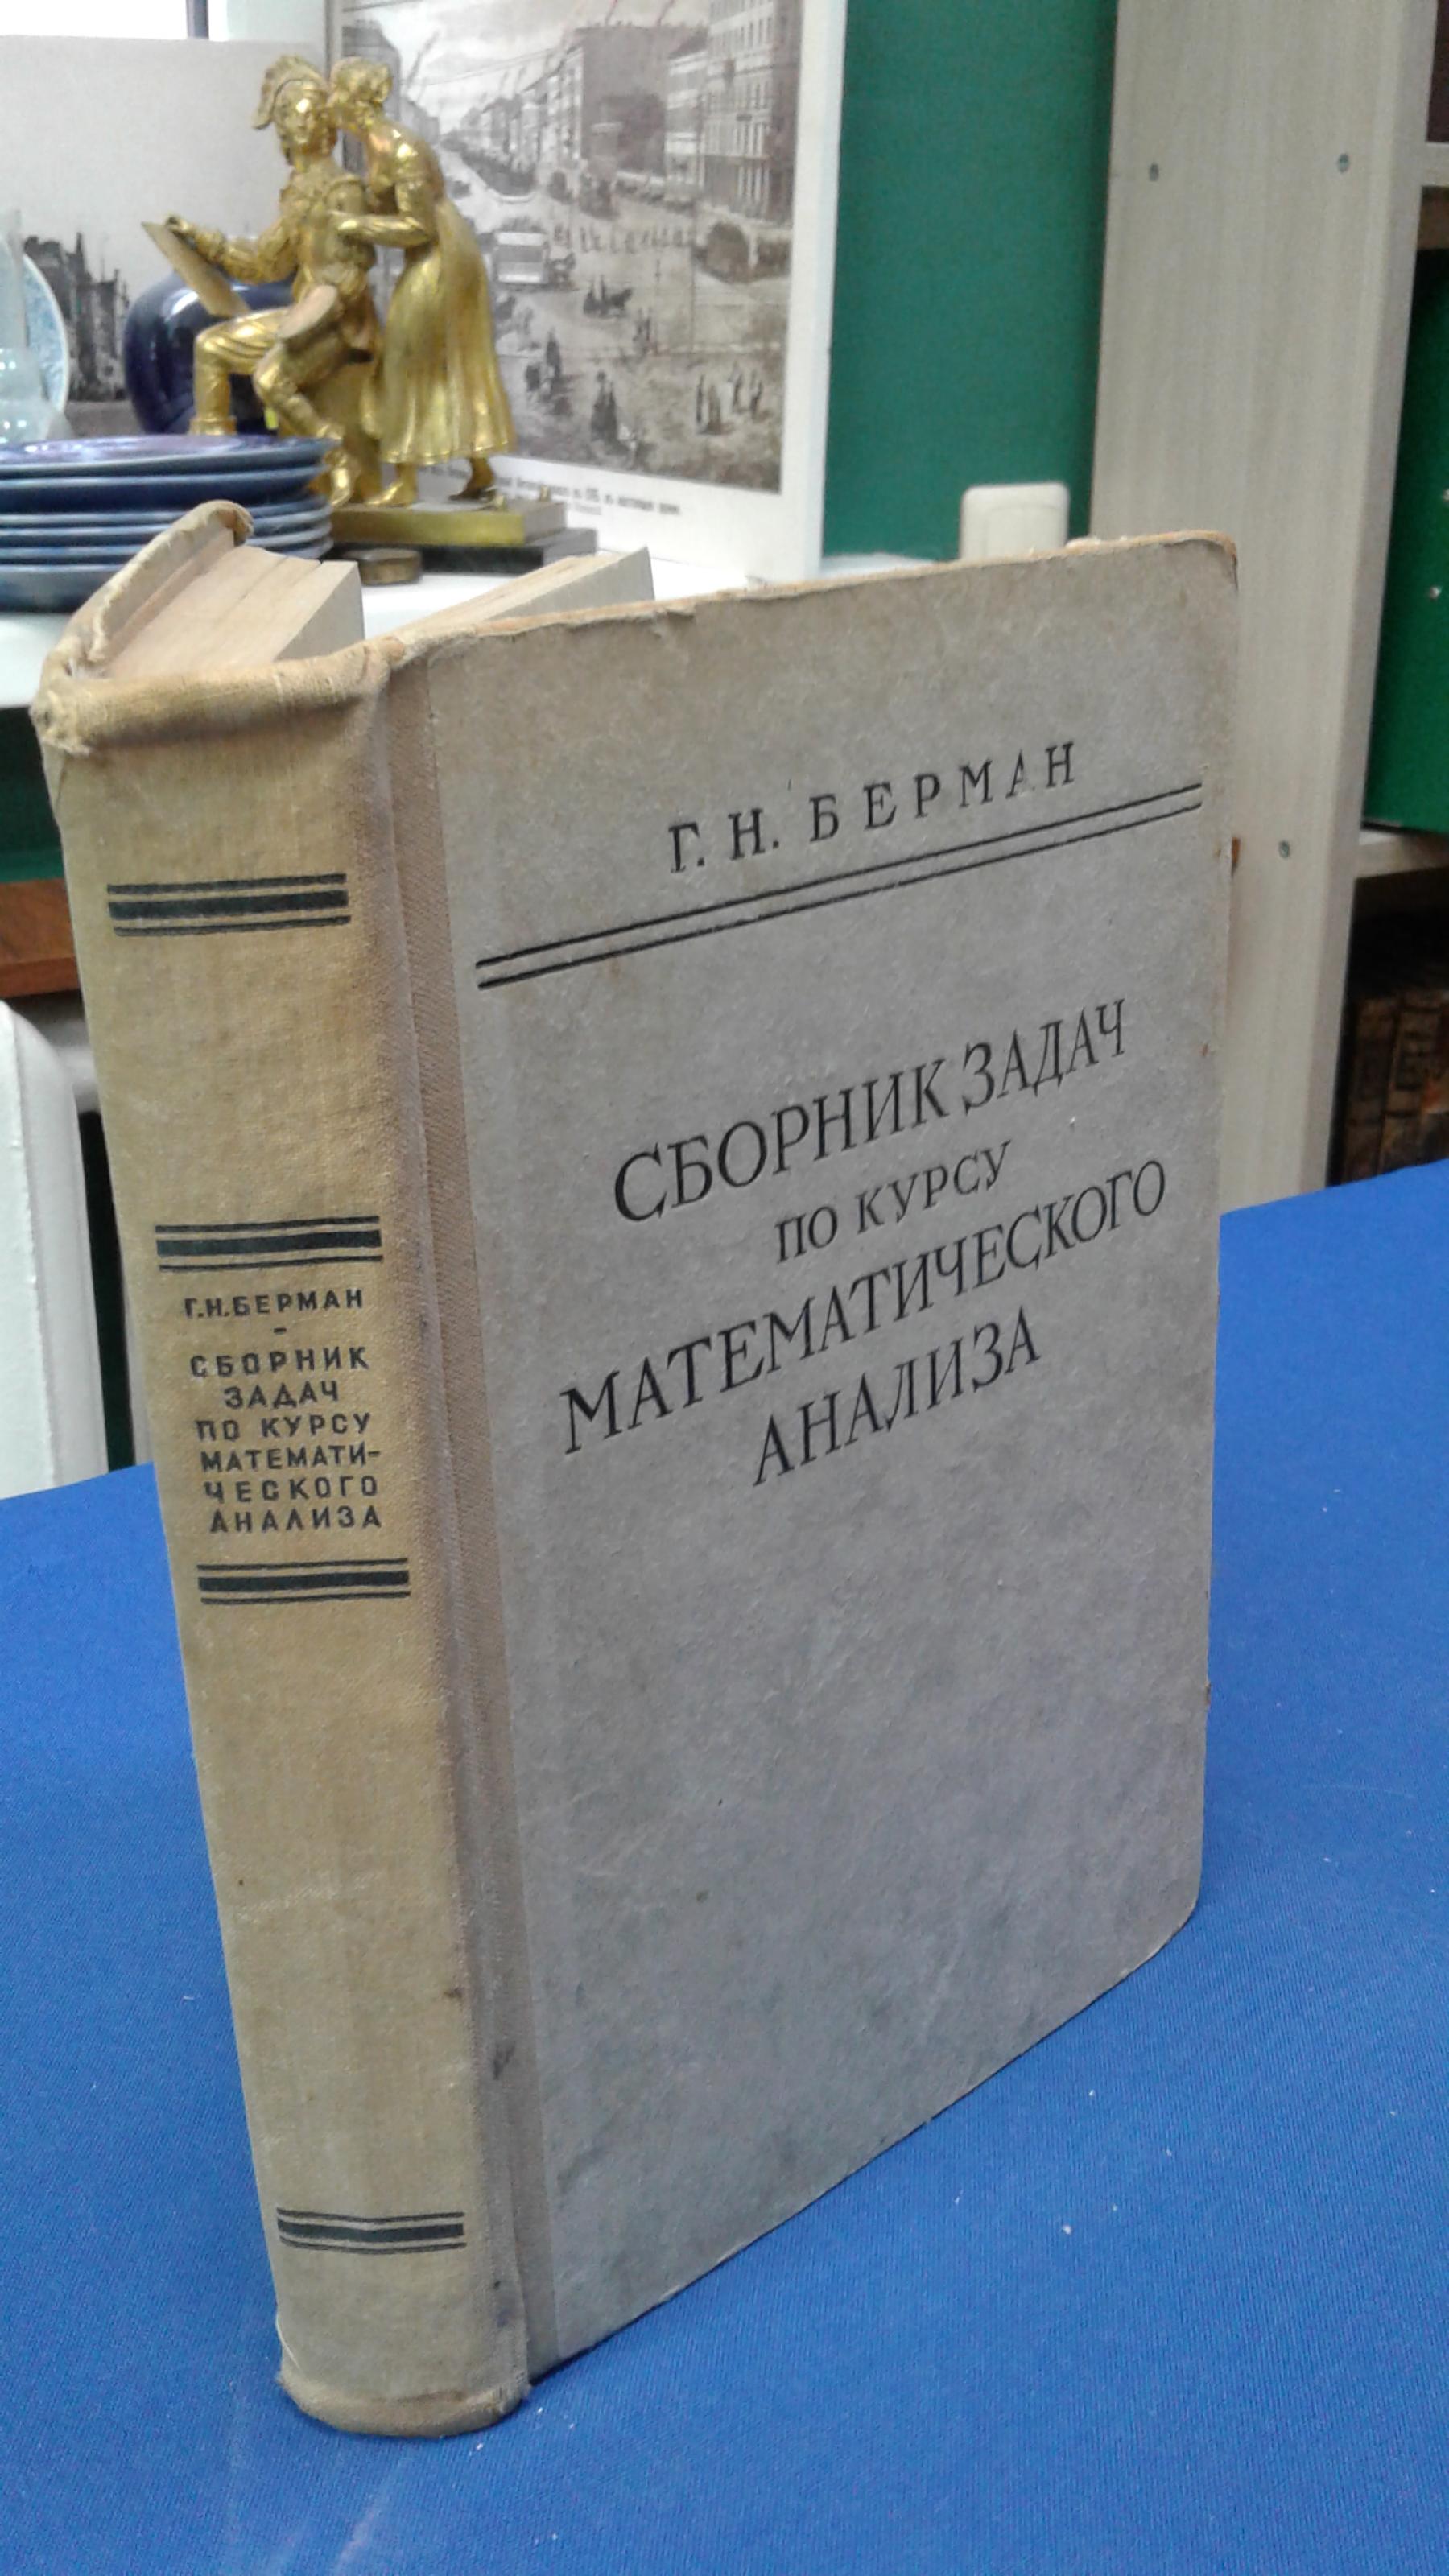 Г. Н. БЕРМАН
СБОРНИК ЗАДАЧ
ПО КУРСУ
МАТЕМАТИЧЕСКОГО
АНАЛИЗА
Г.Н.БЕРМАН
-
СБОРНИК
ЗАДАЧ
ПО КУРСУ
МАТЕМАТИ-
ЧЕСКОГО
АНАЛИЗА